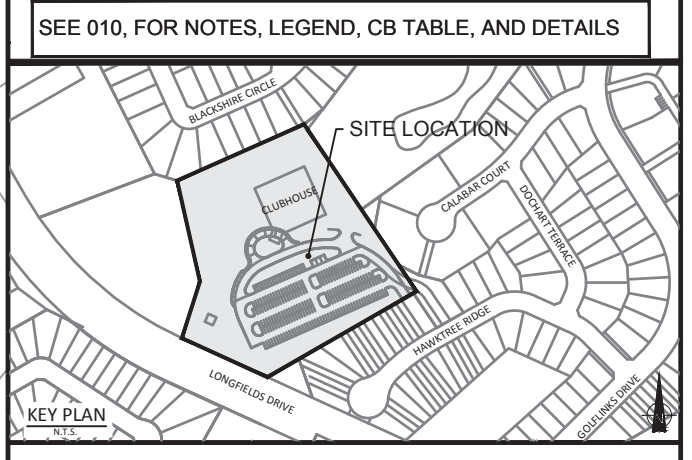 SEE 010, FOR NOTES, LEGEND, CB TABLE, AND DETAILS
BLACKSHIRE CIRCLE
SITE LOCATION
CLUBHOUSE
CALABAR COURT
DOCHART TERRACE
HAWKTREE RIDGE
LONGFIELDS DRIVE
GOLFLINKS DRIVE
KEY PLAN
N.T.S.